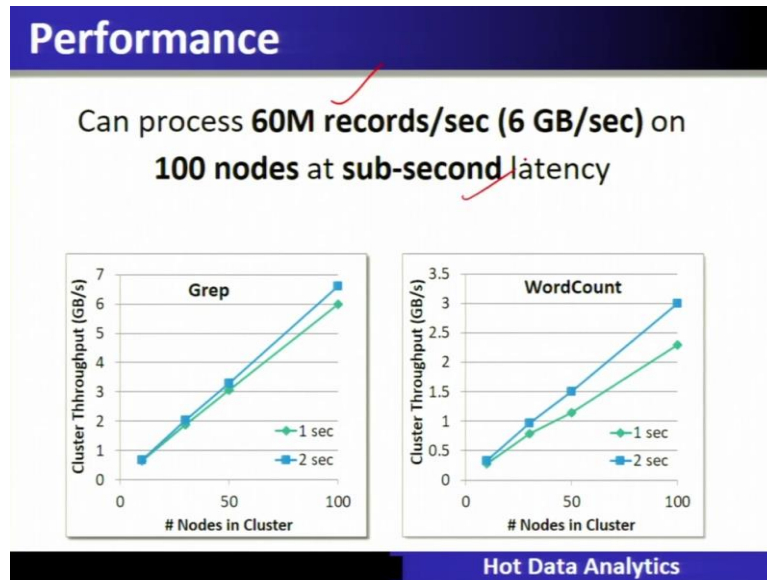 Performance
Can process 60M records/sec (6 GB/sec) on
100 nodes at sub-second latency
Grep
Cluster Thhroughput (GB/s)
7
6
5
4
3
2
1
0
0 50 100
# Nodes in Cluster
1 sec
2 sec
WordCount
Cluster Throughput (GB/s)
3.5
3
2.5
2
1.5
1
0.5
0
0 50 100
# Nodes in Cluster
1 sec
2 sec
Hot Data Analytics